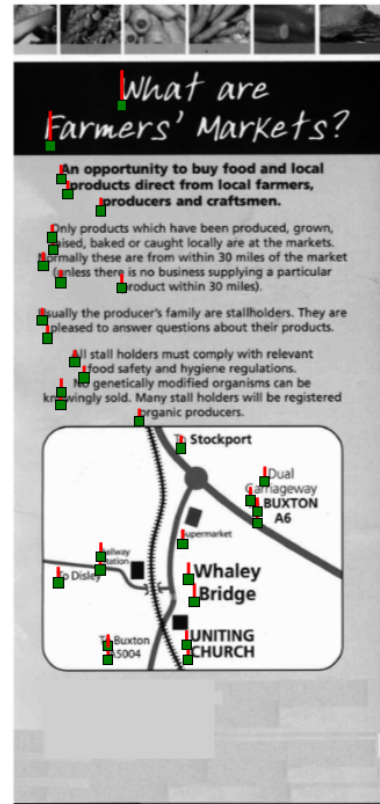 What are
Farmers' Markets?
An opportunity to buy food and local
products direct from local farmers,
producers and craftsmen.
Only products which have been produced, grown,
raised, baked or caught locally are at the markets.
Normally these are from within 30 miles of the market
(unless there is no business supplying a particular
product within 30 miles).
Usually the producer's family are stallholders. They are
pleased to answer questions about their products.
All stall holders must comply with relevant
food safety and hygiene regulations.
No genetically modified organisms can be
knowingly sold. Many stall holders will be registered
organic producers.
To Stockport
Dual
Carriageway
BUXTON
A6
Supermarket
Railway
Station
To Disley
Whaley
Bridge
To Buxton
A5004
UNITING
CHURCH